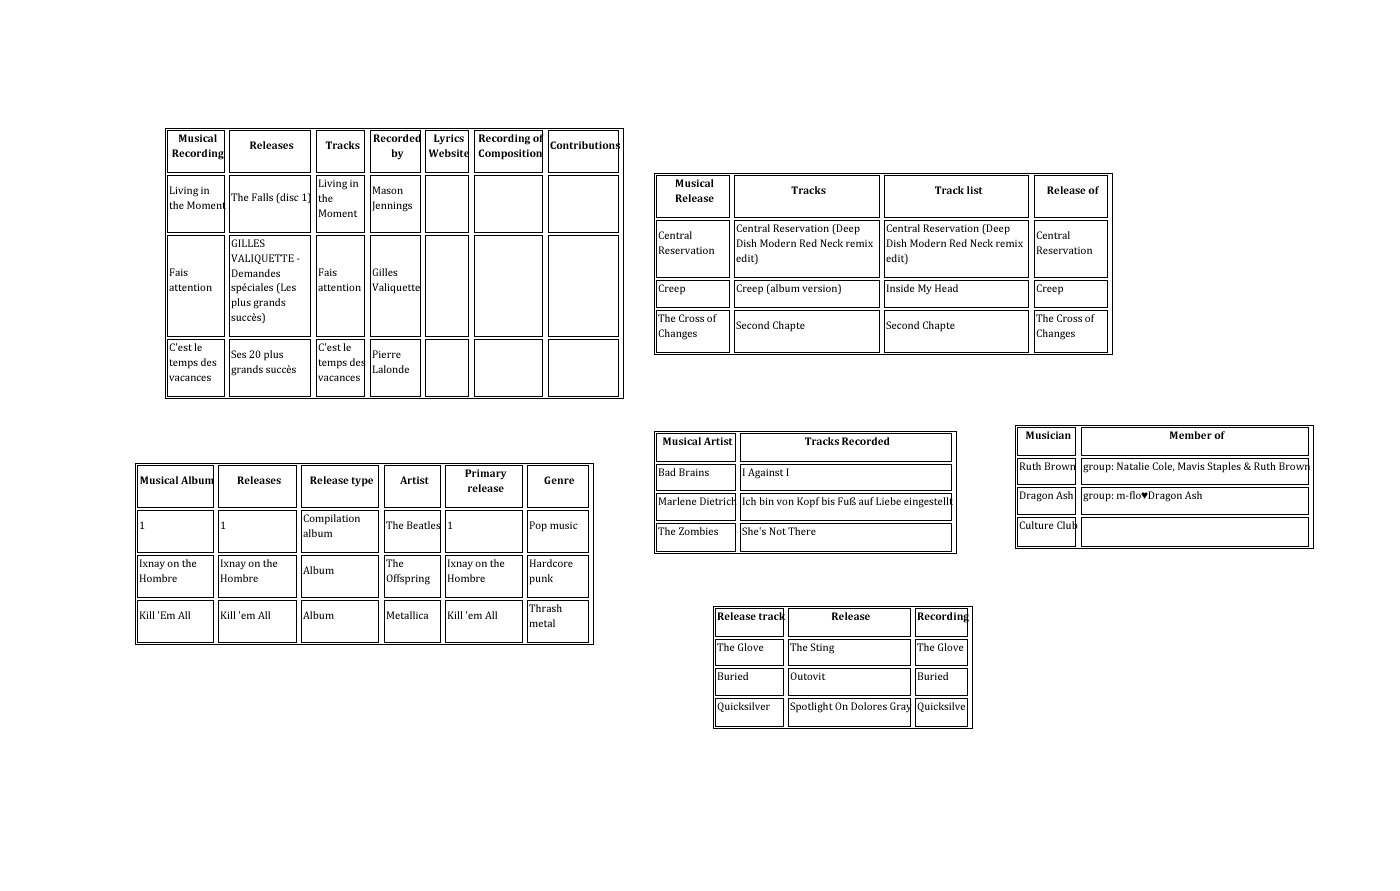 Musical Recording
Releases
Tracks
Recorded by
Lyrics Website
Recording of Composition
Contributions
Living in the Moment
The Falls (disc 1)
Living in the Moment
Mason Jennings
Fais attention
GILLES VALIQUETTE - Demandes spéciales (Les plus grands succès)
Fais attention
Gilles Valiquette
C'est le temps des vacances
Ses 20 plus grands succès
C'est le temps des vacances
Pierre Lalonde
Musical Release
Tracks
Track list
Release of
Central Reservation
Central Reservation (Deep Dish Modern Red Neck remix edit)
Central Reservation (Deep Dish Modern Red Neck remix edit)
Central Reservation
Creep
Creep (album version)
Inside My Head
Creep
The Cross of Changes
Second Chapte
Second Chapte
The Cross of Changes
Musical Artist
Tracks Recorded
Bad Brains
I Against I
Marlene Dietrich
Ich bin von Kopf bis Fuß auf Liebe eingestellt
The Zombies
She's Not There
Musician
Member of
Ruth Brown
group: Natalie Cole, Mavis Staples & Ruth Brown
Dragon Ash
group: m-flo♥Dragon Ash
Culture Club
Musical Album
Releases
Release type
Artist
Primary release
Genre
1
1
Compilation album
The Beatles
1
Pop music
Ixnay on the Hombre
Ixnay on the Hombre
Album
The Offspring
Ixnay on the Hombre
Hardcore punk
Kill 'Em All
Kill 'em All
Album
Metallica
Kill 'em All
Thrash metal
Release track
Release
Recording
The Glove
The Sting
The Glove
Buried
Outovit
Buried
Quicksilver
Spotlight On Dolores Gray
Quicksilve